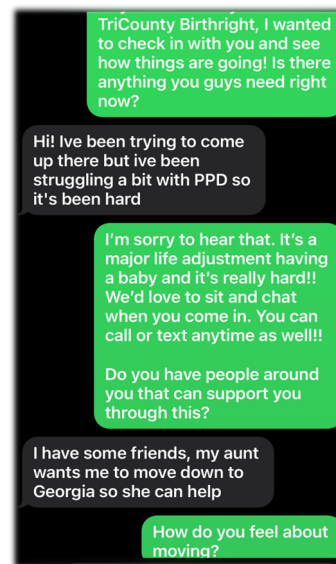 TriCounty Birthright, I wanted
to check in with you and see
how things are going! Is there
anything you guys need right
now?
Hi! Ive been trying to come
up there but ive been
struggling a bit with PPD so
it's been hard
I'm sorry to hear that. It's a
major life adjustment having
a baby and it's really hard!!
We'd love to sit and chat
when you come in. You can
call or text anytime as well!!
Do you have people around
you that can support you
through this?
I have some friends, my aunt
wants me to move down to
Georgia so she can help
How do you feel about
moving?